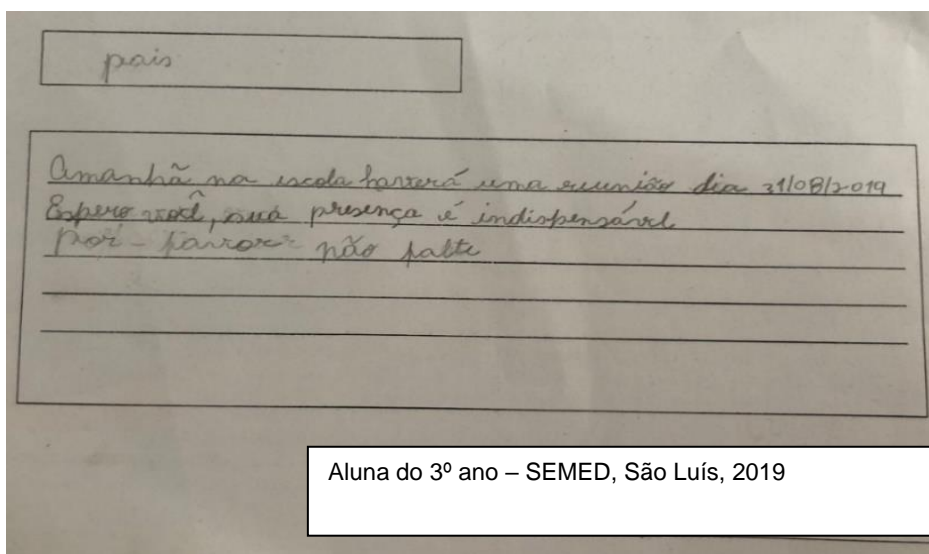 pais
Amanhã na escola haverá uma reunião dia 31/08/2019
Espero você, sua presença é indispensável
por-favor não falte
Aluna do 3º ano – SEMED, São Luís, 2019